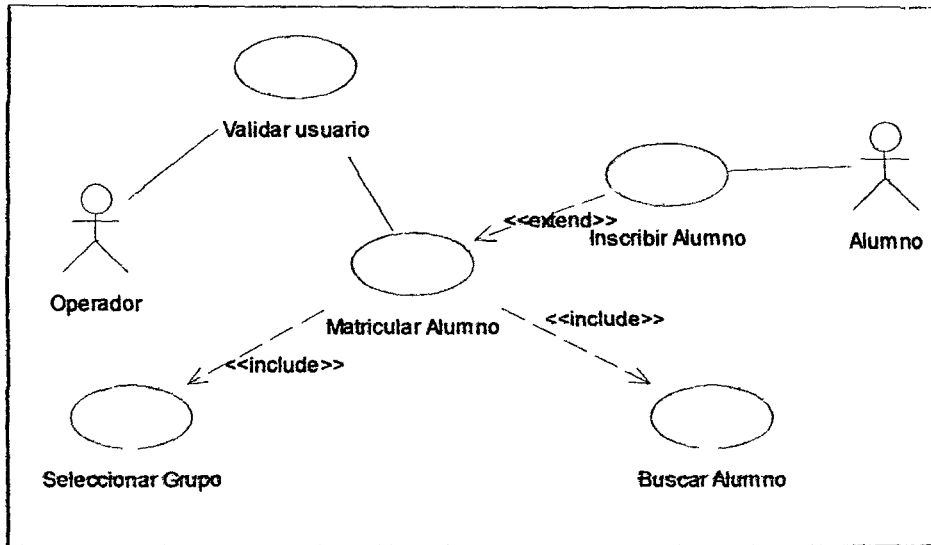 Validar usuario
<<extend>>
Inscribir Alumno
Alumno
Operador
Matricular Alumno
<<include>>
<<include>>
Seleccionar Grupo
Buscar Alumno